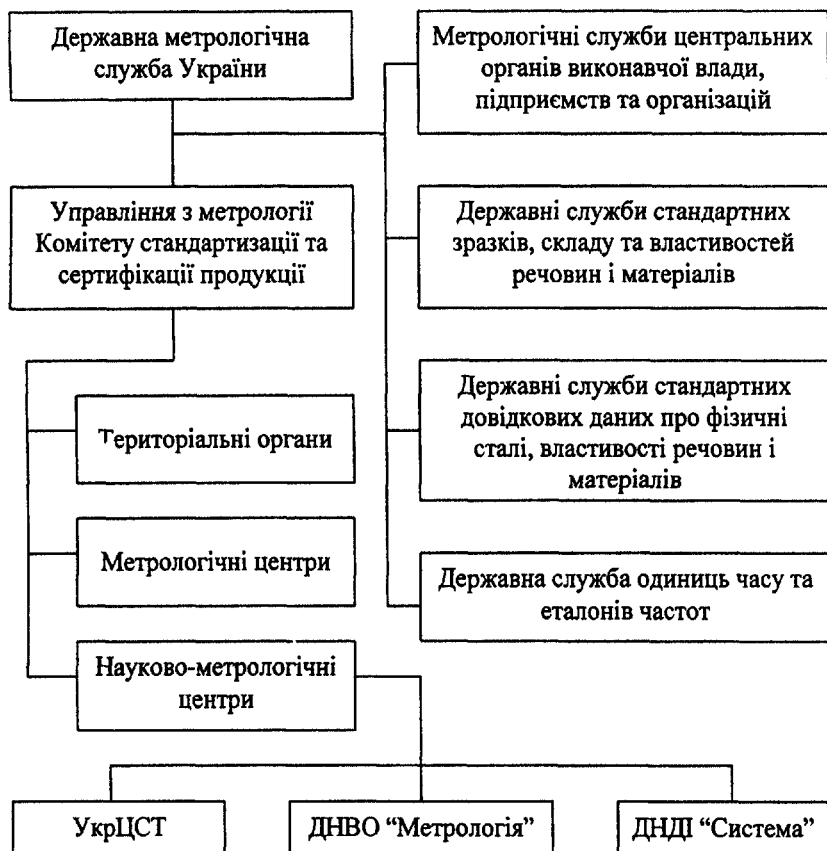 Державна метрологічна
служба України
Метрологічні служби центральних
органів виконавчої влади,
підприємств та організацій
Управління з метрології
Комітету стандартизації та
сертифікації продукції
Державні служби стандартних
зразків, складу та властивостей
речовин і матеріалів
Державні служби стандартних
довідкових даних про фізичні
сталі, властивості речовин і
матеріалів
Територіальні органи
Метрологічні центри
Державна служба одиниць часу та
еталонів частот
Науково-метрологічні
центри
УкрЦСТ
ДНВО “Метрологія”
ДНДІ “Система”